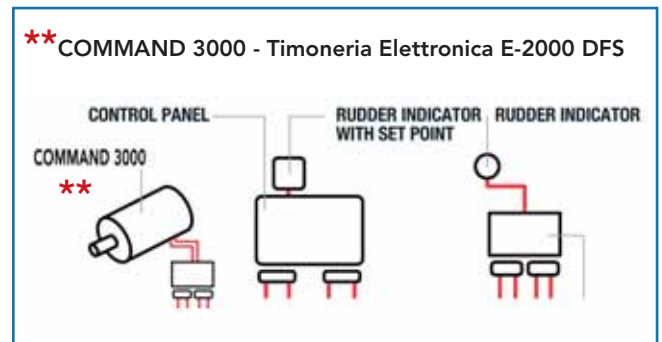 **COMMAND 3000 - Timoneria Elettronica E-2000 DFS
CONTROL PANEL
RUDDER INDICATOR
WITH SET POINT
RUDDER INDICATOR
COMMAND 3000
**